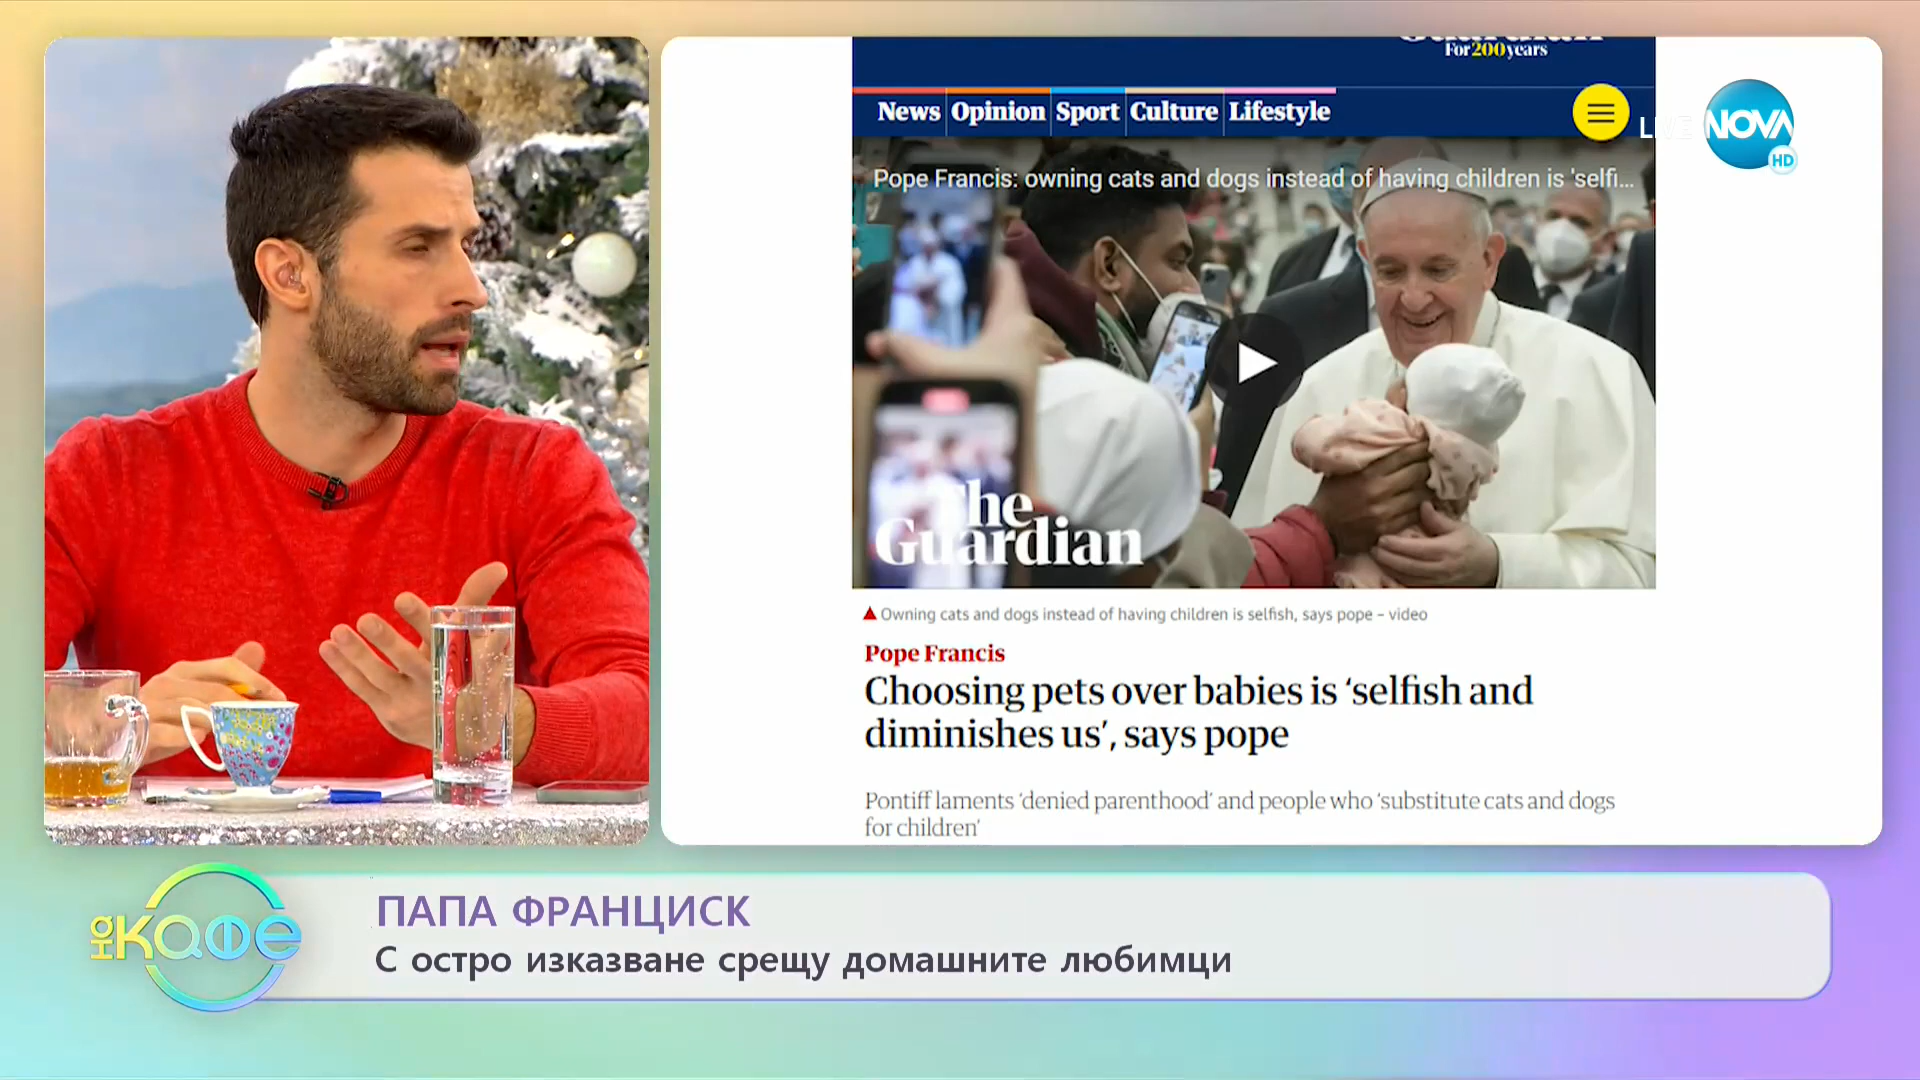 For 200 years
News Opinion Sport Culture Lifestyle
LIVE NOVA
HD
Pope Francis: owning cats and dogs instead of having children is 'selfi...
The
Guardian
Owning cats and dogs instead of having children is selfish, says pope – video
Pope Francis
Choosing pets over babies is ‘selfish and
diminishes us’, says pope
Pontiff laments ‘denied parenthood’ and people who ‘substitute cats and dogs
for children’
на кафе
ПАПА ФРАНЦИСК
С остро изказване срещу домашните любимци